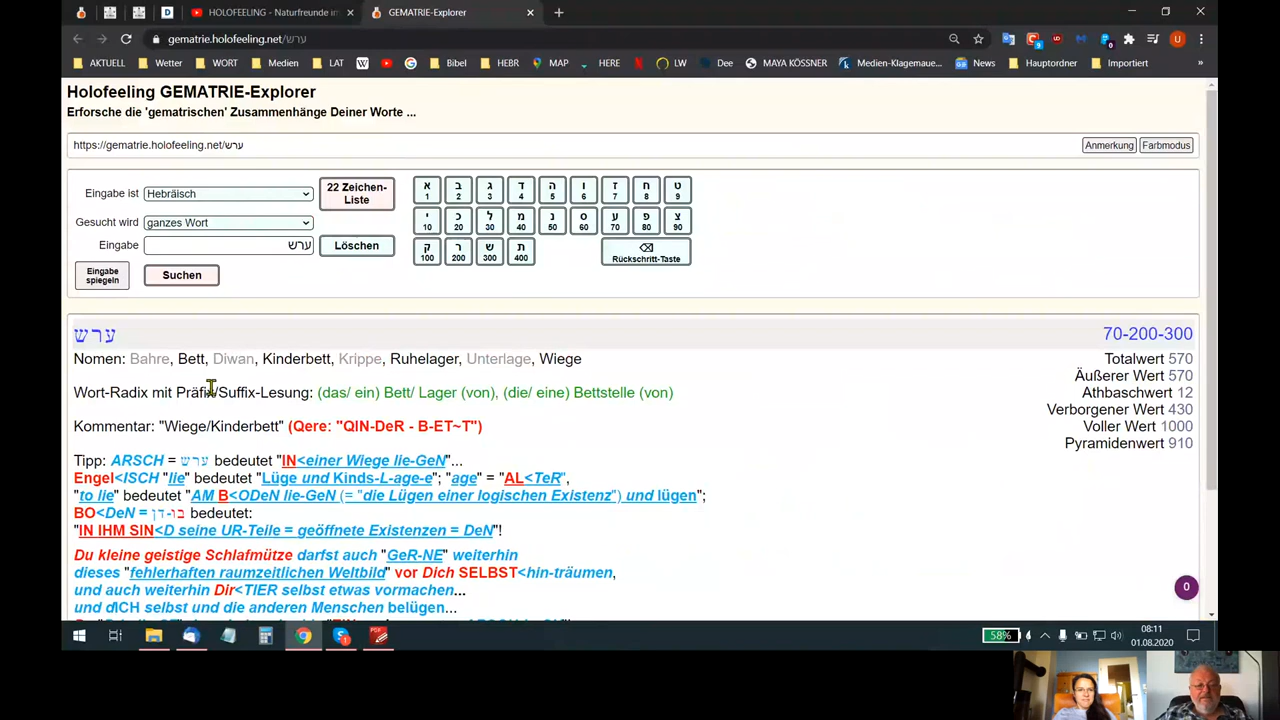 HOLOFEELING - Naturfreunde im
GEMATRIE-Explorer
gematrie.holofeeling.net/ערש
AKTUELL Wetter WORT Medien LAT Bibel HEBR MAP HERE LW Dee MAYA KÖSSNER Medien-Klagemaue... News Hauptordner Importiert
Holofeeling GEMATRIE-Explorer
Erforsche die 'gematrischen' Zusammenhänge Deiner Worte ...
https://gematrie.holofeeling.net/ערש
Anmerkung Farbmodus
Eingabe ist Hebräisch
22 Zeichen-Liste
Gesucht wird ganzes Wort
Eingabe ערש
Löschen
Eingabe spiegeln
Suchen
א ב ג ד ה ו ז ח ט
1 2 3 4 5 6 7 8 9
י כ ל מ נ ס ע פ צ
10 20 30 40 50 60 70 80 90
ק ר ש ת
100 200 300 400
Rückschritt-Taste
ערש 70-200-300
Nomen: Bahre, Bett, Diwan, Kinderbett, Krippe, Ruhelager, Unterlage, Wiege
Totalwert 570
Äußerer Wert 570
Athbaschwert 12
Verborgener Wert 430
Voller Wert 1000
Pyramidenwert 910
Wort-Radix mit Präfix/Suffix-Lesung: (das/ ein) Bett/ Lager (von), (die/ eine) Bettstelle (von)
Kommentar: "Wiege/Kinderbett" (Qere: "QIN-DeR - B-ET~T")
Tipp: ARSCH = ערש bedeutet "IN<einer Wiege lie-GeN"...
Engel<ISCH "lie" bedeutet "Lüge und Kinds-L-age-e"; "age" = "AL<TeR",
"to lie" bedeutet "AM B<ODeN lie-GeN (= "die Lügen einer logischen Existenz") und lügen";
BO<DeN = בו-דן bedeutet:
"IN IHM SIN<D seine UR-Teile = geöffnete Existenzen = DeN"!
Du kleine geistige Schlafmütze darfst auch "GeR-NE" weiterhin
dieses "fehlerhaften raumzeitlichen Weltbild" vor Dich SELBST<hin-träumen,
und auch weiterhin Dir<TIER selbst etwas vormachen...
und dICH selbst und die anderen Menschen belügen...
0
58%
08:11
01.08.2020